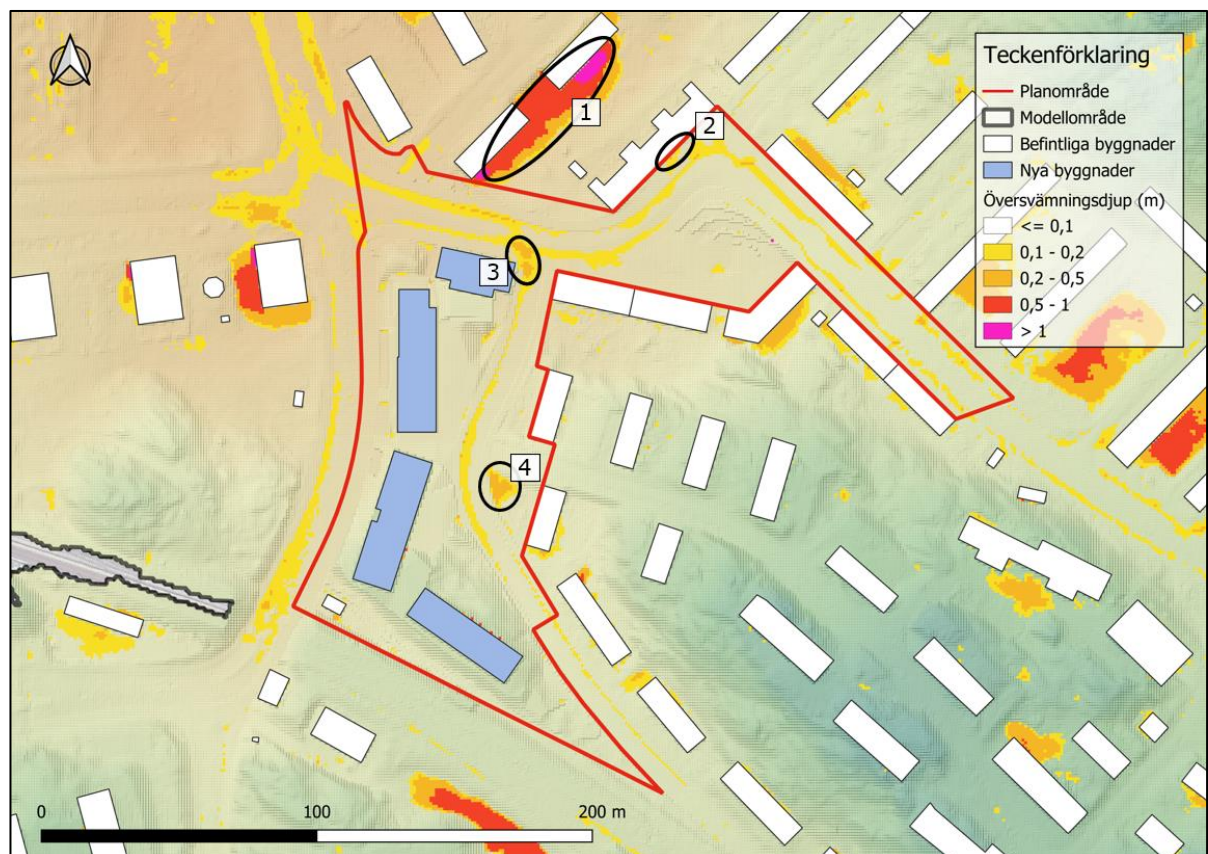 Teckenförklaring
Planområde
Modellområde
Befintliga byggnader
Nya byggnader
Översvämningsdjup (m)
<= 0,1
0,1 - 0,2
0,2 - 0,5
0,5 - 1
> 1
1
2
3
4
0 100 200 m